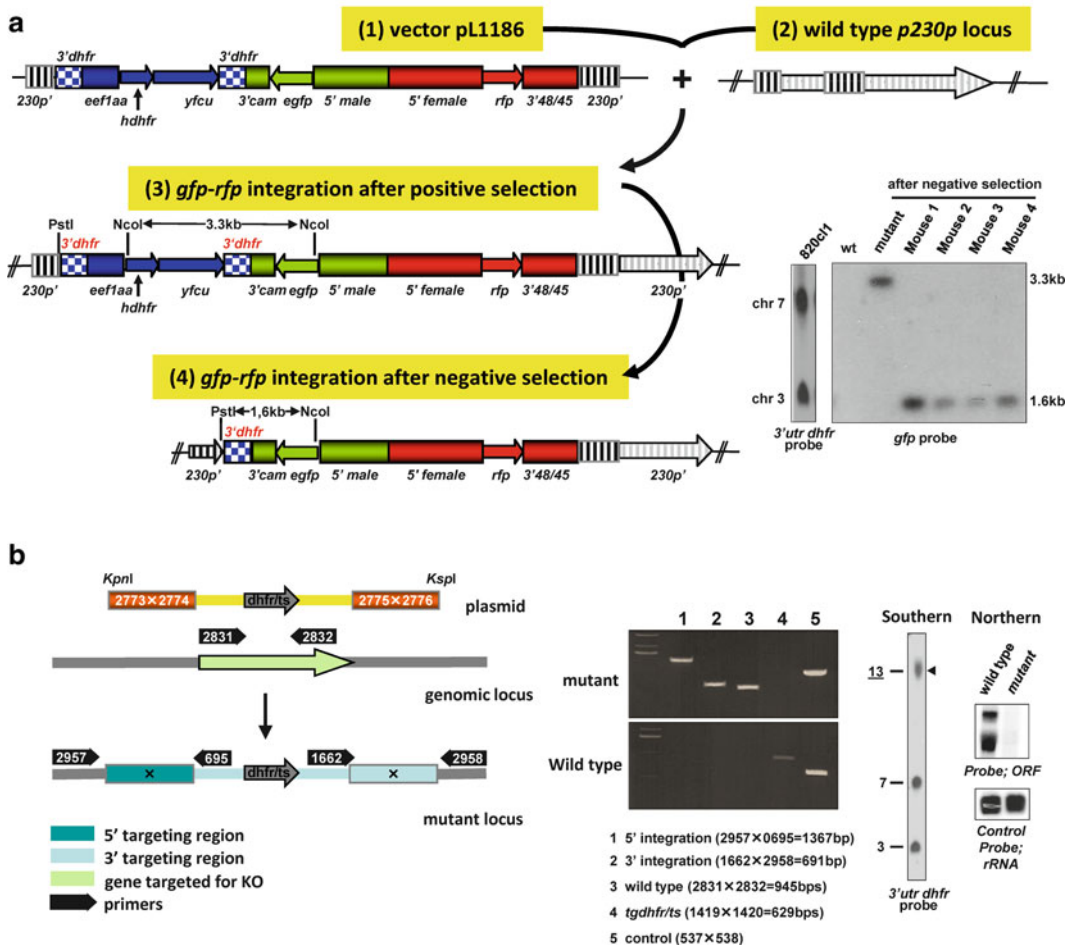 a
(1) vector pL1186
(2) wild type p230p locus
3'dhfr
3'dhfr
230p'
eef1aa
hdhfr
yfcu
3'cam
egfp
5' male
5' female
rfp
3'48/45
230p'
+
(3) gfp-rfp integration after positive selection
PstI
NcoI
3.3kb
NcoI
3'dhfr
3'dhfr
230p'
eef1aa
hdhfr
yfcu
3'cam
egfp
5' male
5' female
rfp
3'48/45
230p'
(4) gfp-rfp integration after negative selection
PstI
1,6kb
NcoI
3'dhfr
230p'
3'cam
egfp
5' male
5' female
rfp
3'48/45
230p'
after negative selection
820cl1
wt
mutant
Mouse 1
Mouse 2
Mouse 3
Mouse 4
chr 7
3.3kb
chr 3
1.6kb
3'utr dhfr
probe
gfp probe
b
KpnI
KspI
2773×2774
dhfr/ts
2775×2776
plasmid
2831
2832
genomic locus
2957
695
dhfr/ts
1662
2958
×
×
mutant locus
5' targeting region
3' targeting region
gene targeted for KO
primers
1 2 3 4 5
mutant
Wild type
1 5' integration (2957×0695=1367bp)
2 3' integration (1662×2958=691bp)
3 wild type (2831×2832=945bps)
4 tgdhfr/ts (1419×1420=629bps)
5 control (537×538)
Southern
13
7
3
3'utr dhfr
probe
Northern
wild type
mutant
Probe; ORF
Control
Probe;
rRNA